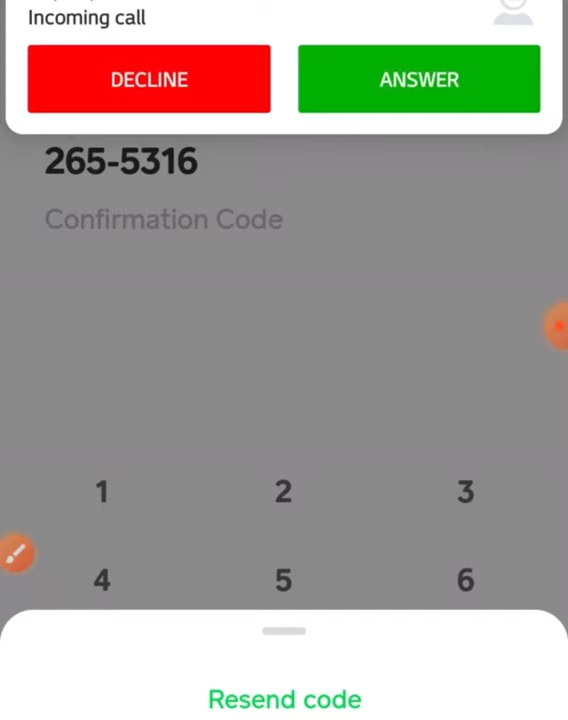 Incoming call
DECLINE
ANSWER
265-5316
Confirmation Code
1
2
3
4
5
6
Resend code